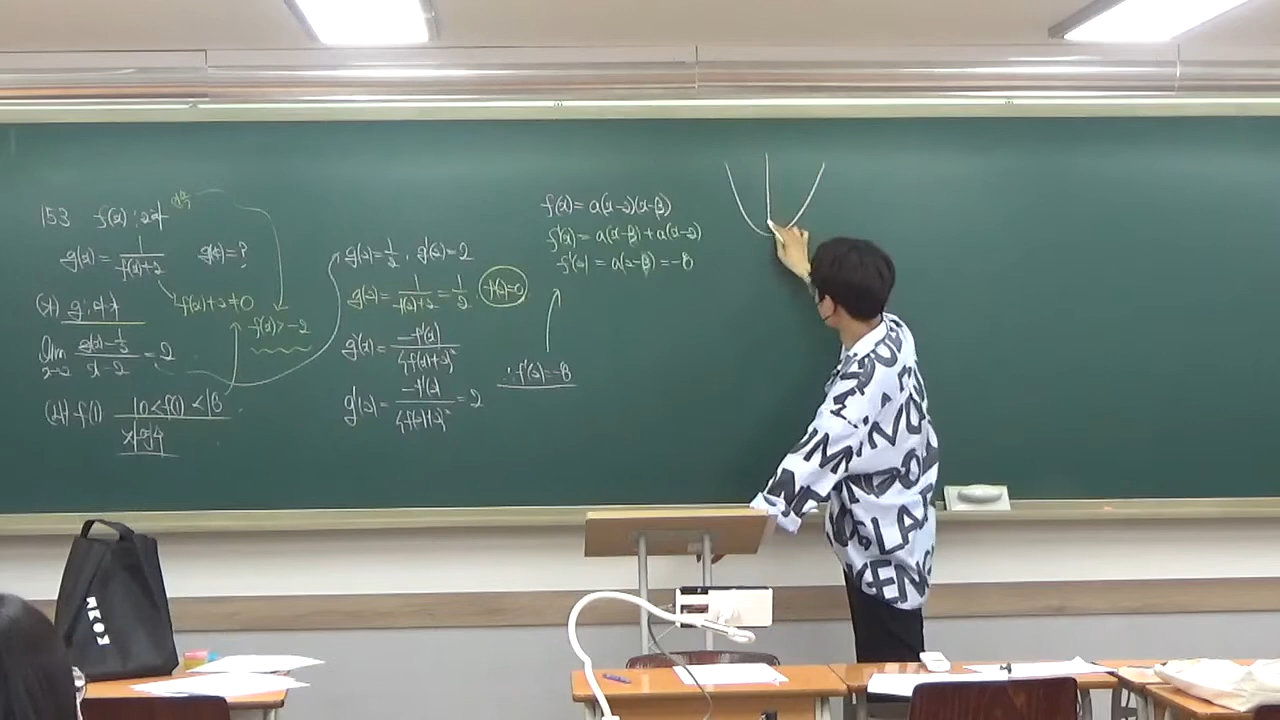 153 f(x) : 2차
g(x) = 1/(f(x)+2) g(4) = ?
f(x)+2≠0
(가) g : 연속
f(x) > -2
lim x→2 (g(x) - 1/2)/(x-2) = 2
(나) f(1) 10 < f(1) < 18
g(2) = 1/2, g'(2) = 2
g(2) = 1/(f(2)+2) = 1/2 f(2)=0
g'(x) = -f'(x)/{f(x)+2}²
g'(2) = -f'(2)/{f(2)+2}² = 2
∴ f'(2) = -8
f(x) = a(x-2)(x-β)
f'(x) = a(x-β) + a(x-2)
f'(2) = a(2-β) = -8